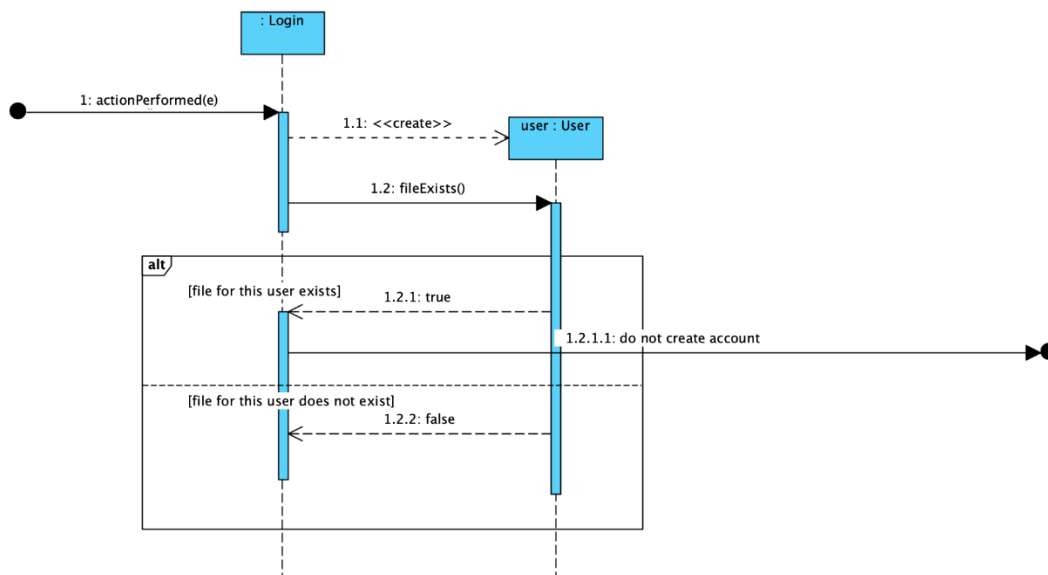 : Login
1: actionPerformed(e)
1.1: <<create>>
user : User
1.2: fileExists()
alt
[file for this user exists]
1.2.1: true
1.2.1.1: do not create account
[file for this user does not exist]
1.2.2: false